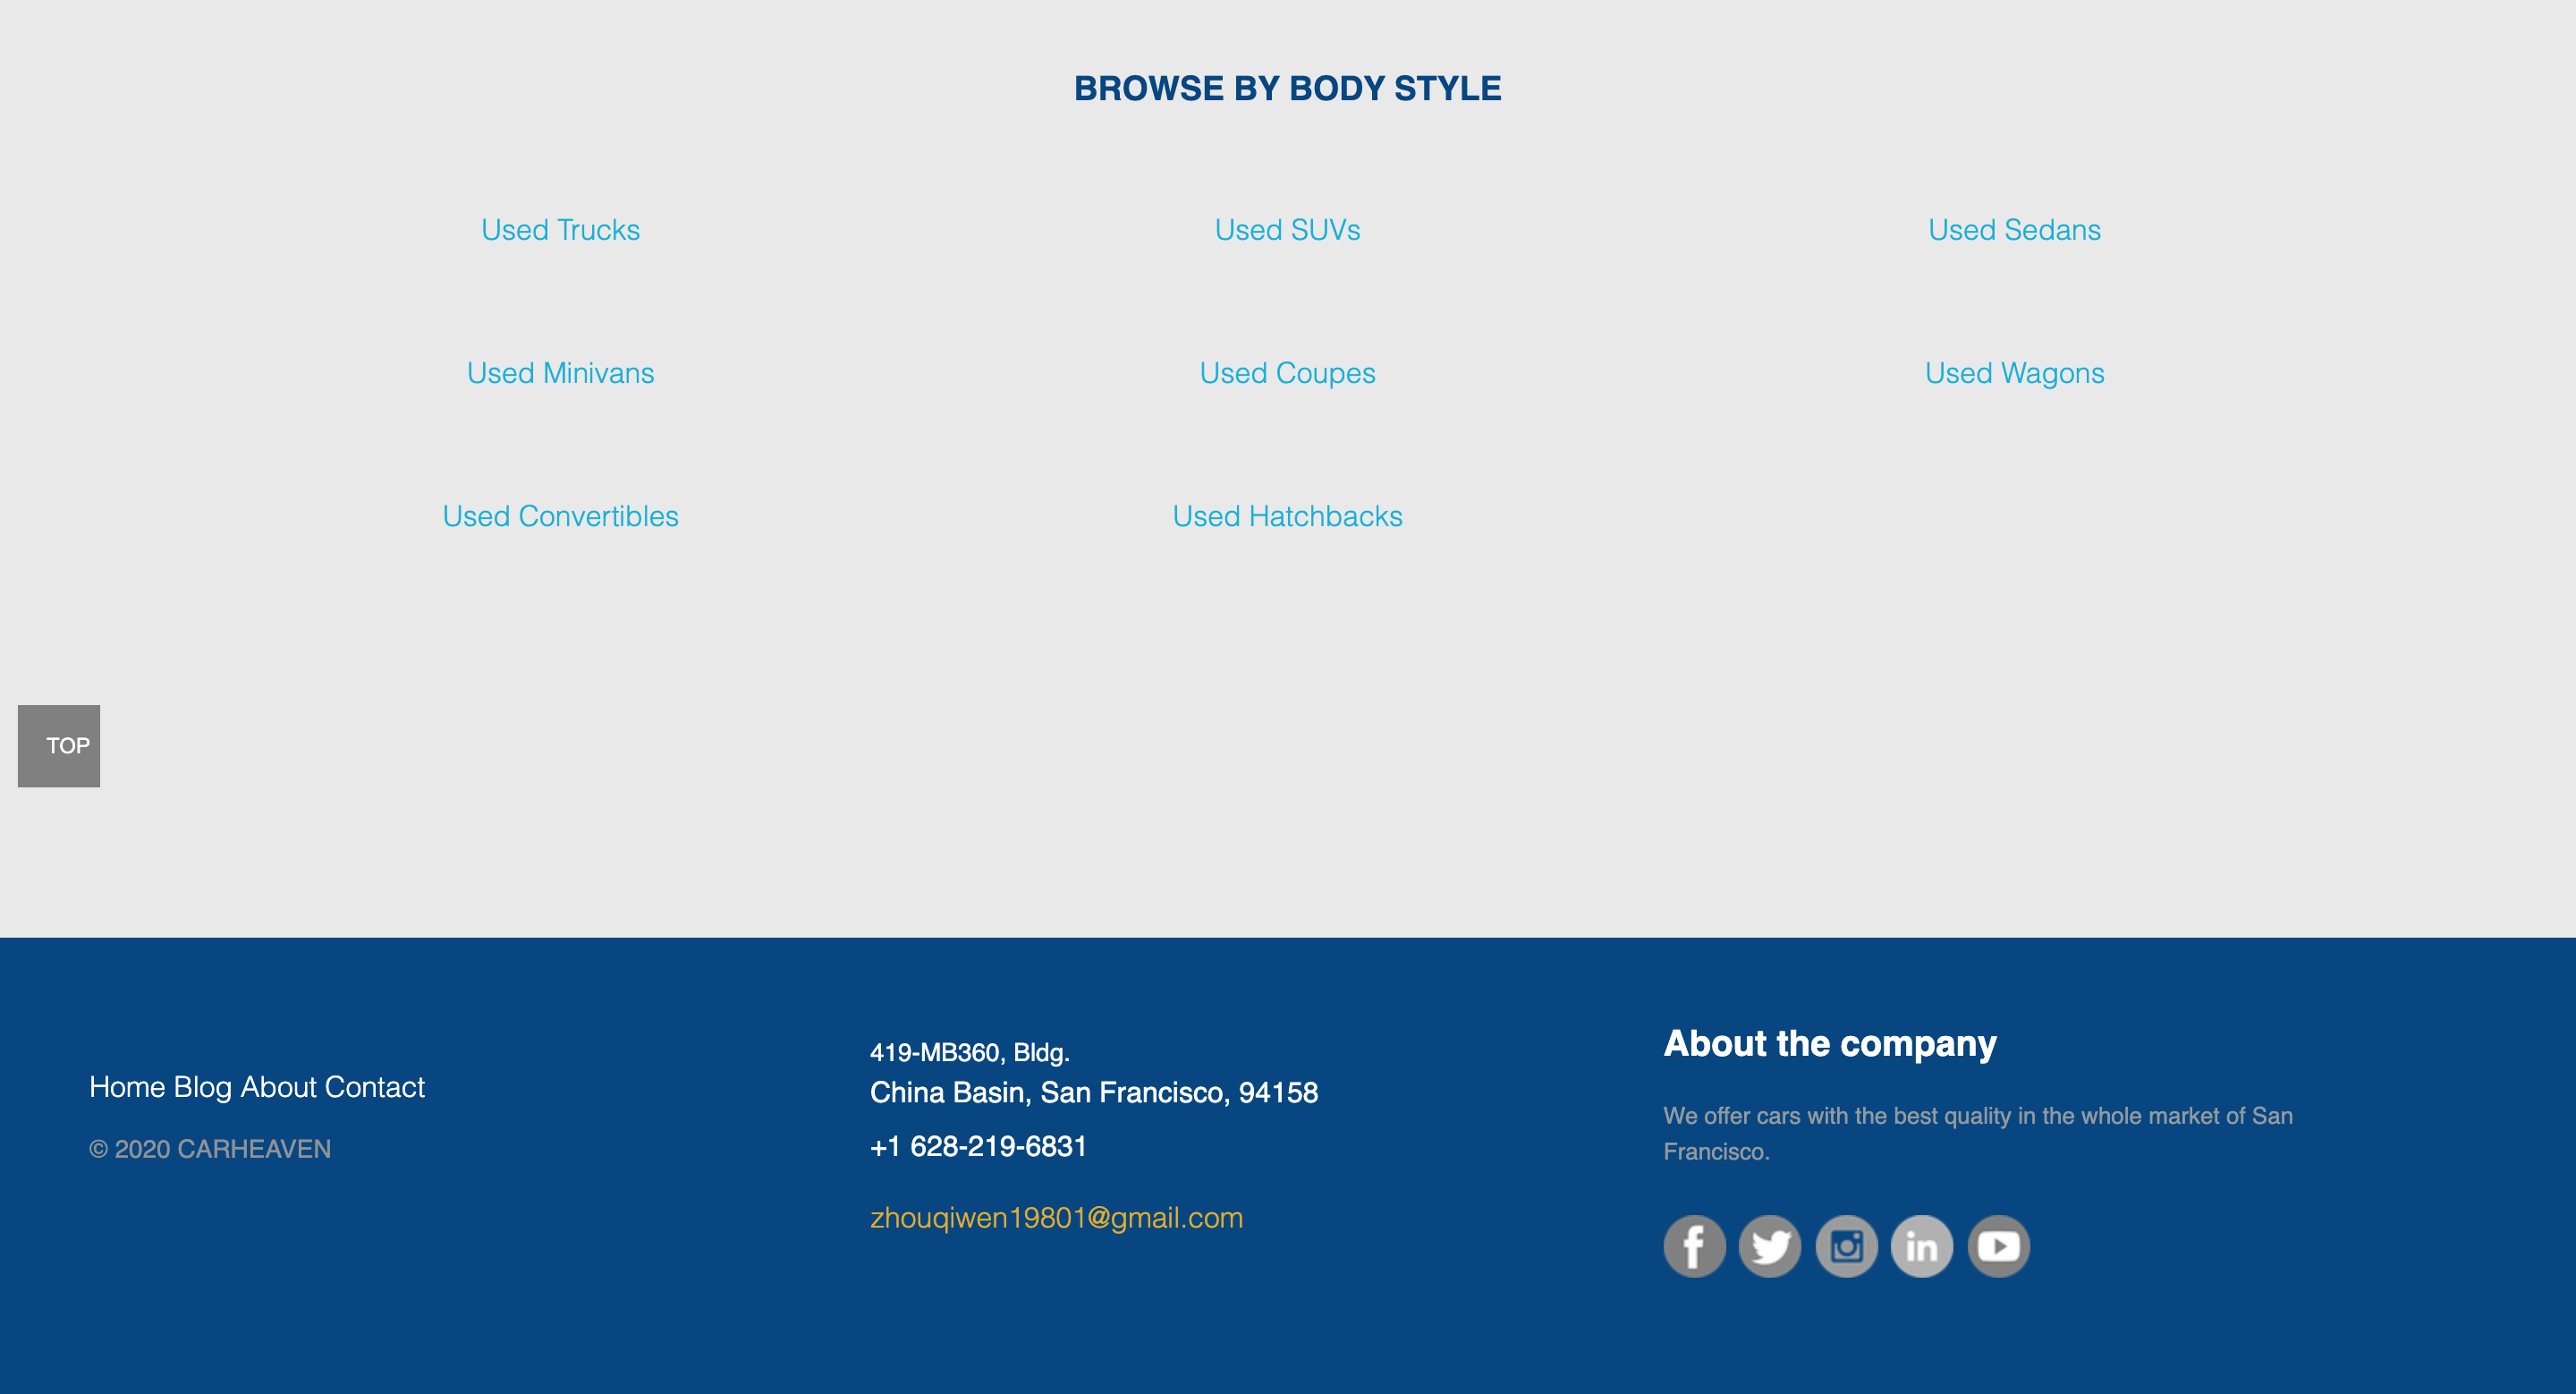 BROWSE BY BODY STYLE
Used Trucks
Used SUVs
Used Sedans
Used Minivans
Used Coupes
Used Wagons
Used Convertibles
Used Hatchbacks
TOP
Home Blog About Contact
© 2020 CARHEAVEN
419-MB360, Bldg.
China Basin, San Francisco, 94158
+1 628-219-6831
zhouqiwen19801@gmail.com
About the company
We offer cars with the best quality in the whole market of San
Francisco.